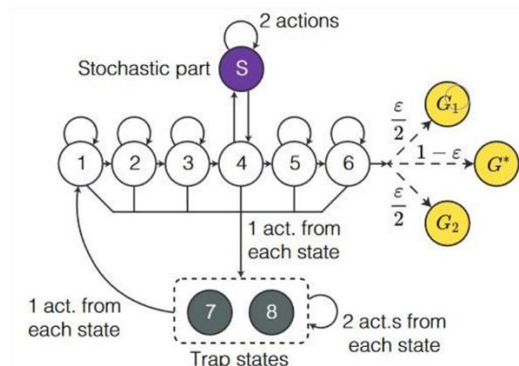 2 actions
Stochastic part
S
1
2
3
4
5
6
ε/2
G₁
1 − ε
G*
ε/2
G₂
1 act. from
each state
1 act. from
each state
7
8
2 act.s from
each state
Trap states